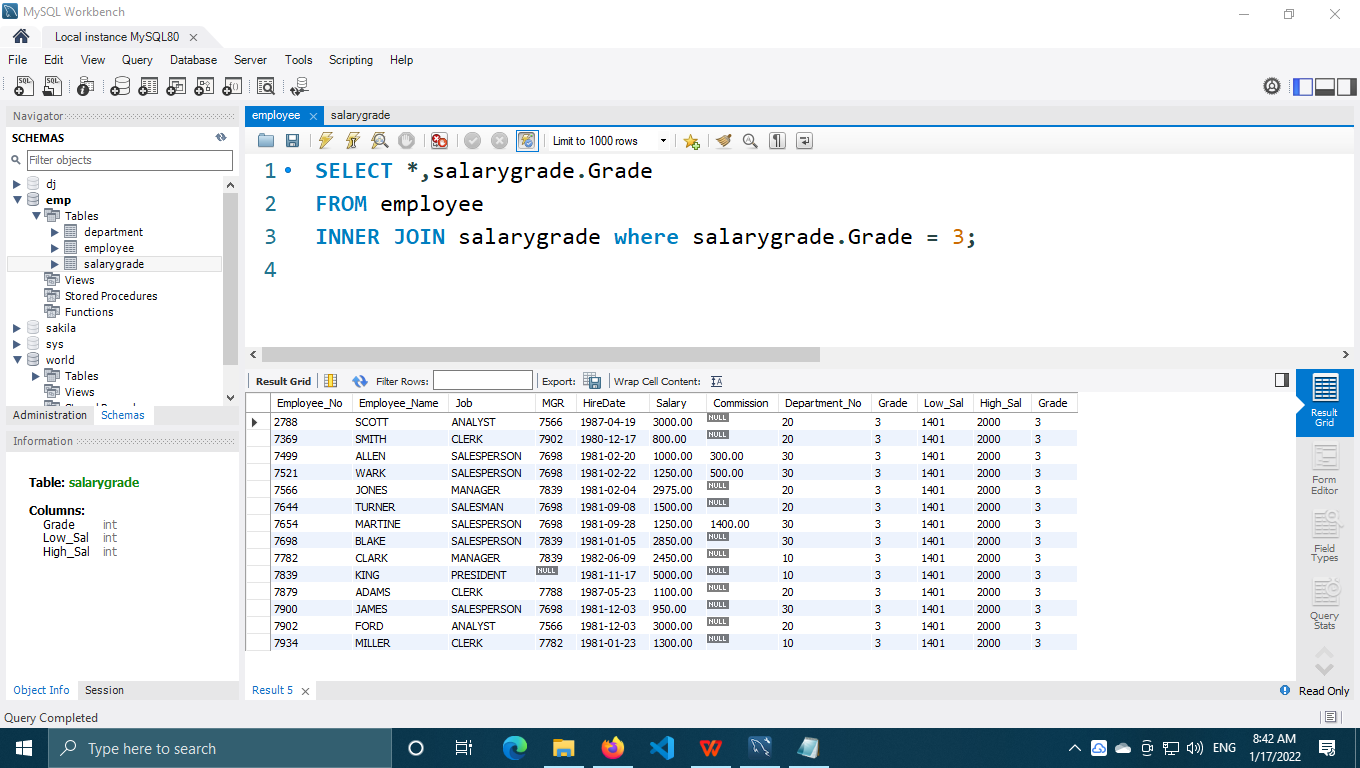 MySQL Workbench
Local instance MySQL80
File Edit View Query Database Server Tools Scripting Help
Navigator
SCHEMAS
Filter objects
dj
emp
Tables
department
employee
salarygrade
Views
Stored Procedures
Functions
sakila
sys
world
Tables
Views
Administration Schemas
Information
Table: salarygrade
Columns:
Grade int
Low_Sal int
High_Sal int
Object Info Session
employee salarygrade
Limit to 1000 rows
1 SELECT *,salarygrade.Grade
2 FROM employee
3 INNER JOIN salarygrade where salarygrade.Grade = 3;
4
Result Grid Filter Rows: Export: Wrap Cell Content:
Employee_No Employee_Name Job MGR HireDate Salary Commission Department_No Grade Low_Sal High_Sal Grade
2788 SCOTT ANALYST 7566 1987-04-19 3000.00 NULL 20 3 1401 2000 3
7369 SMITH CLERK 7902 1980-12-17 800.00 NULL 20 3 1401 2000 3
7499 ALLEN SALESPERSON 7698 1981-02-20 1000.00 300.00 30 3 1401 2000 3
7521 WARK SALESPERSON 7698 1981-02-22 1250.00 500.00 30 3 1401 2000 3
7566 JONES MANAGER 7839 1981-02-04 2975.00 NULL 20 3 1401 2000 3
7644 TURNER SALESMAN 7698 1981-09-08 1500.00 NULL 20 3 1401 2000 3
7654 MARTINE SALESPERSON 7698 1981-09-28 1250.00 1400.00 30 3 1401 2000 3
7698 BLAKE SALESPERSON 7839 1981-01-05 2850.00 NULL 30 3 1401 2000 3
7782 CLARK MANAGER 7839 1982-06-09 2450.00 NULL 10 3 1401 2000 3
7839 KING PRESIDENT NULL 1981-11-17 5000.00 NULL 10 3 1401 2000 3
7879 ADAMS CLERK 7788 1987-05-23 1100.00 NULL 20 3 1401 2000 3
7900 JAMES SALESPERSON 7698 1981-12-03 950.00 NULL 30 3 1401 2000 3
7902 FORD ANALYST 7566 1981-12-03 3000.00 NULL 20 3 1401 2000 3
7934 MILLER CLERK 7782 1981-01-23 1300.00 NULL 10 3 1401 2000 3
Result
Grid
Form
Editor
Field
Types
Query
Stats
Result 5
Read Only
Query Completed
Type here to search
ENG
8:42 AM
1/17/2022